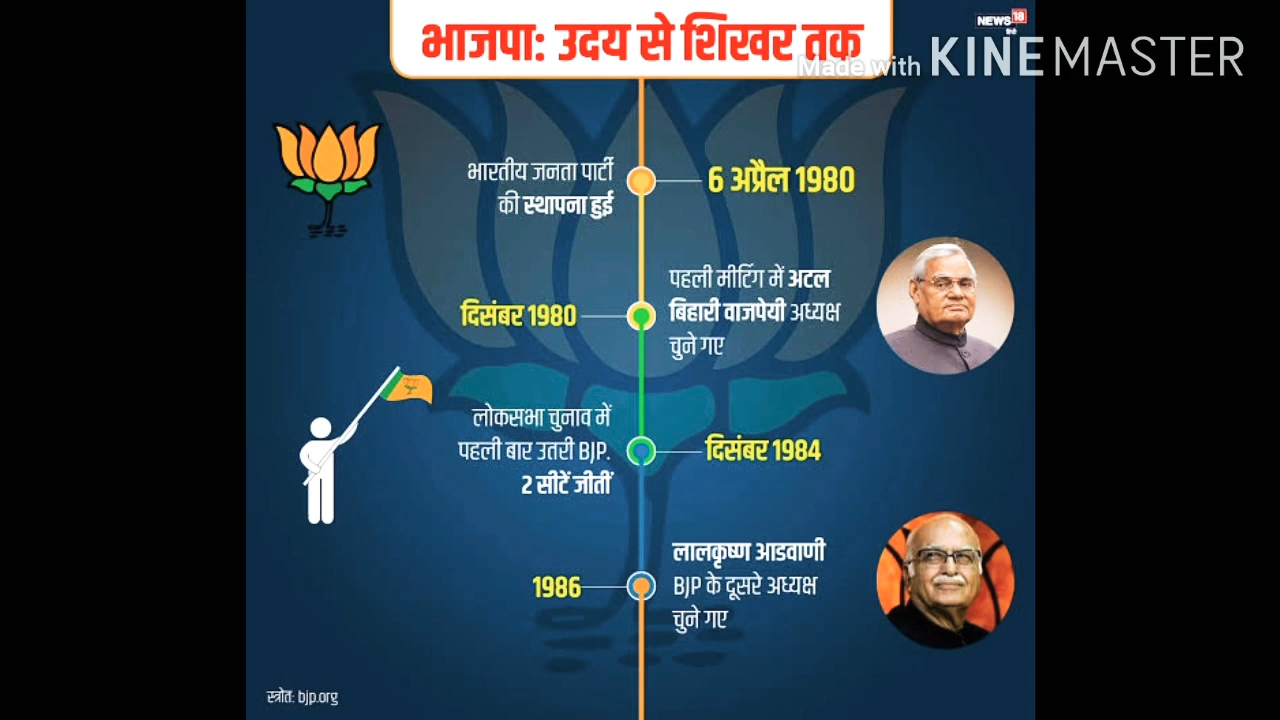 भाजपा: उदय से शिखर तक
NEWS18
हिंदी
Made with KINEMASTER
भारतीय जनता पार्टी
की स्थापना हुई
6 अप्रैल 1980
दिसंबर 1980
पहली मीटिंग में अटल
बिहारी वाजपेयी अध्यक्ष
चुने गए
लोकसभा चुनाव में
पहली बार उतरी BJP.
2 सीटें जीतीं
दिसंबर 1984
1986
लालकृष्ण आडवाणी
BJP के दूसरे अध्यक्ष
चुने गए
स्त्रोत: bjp.org